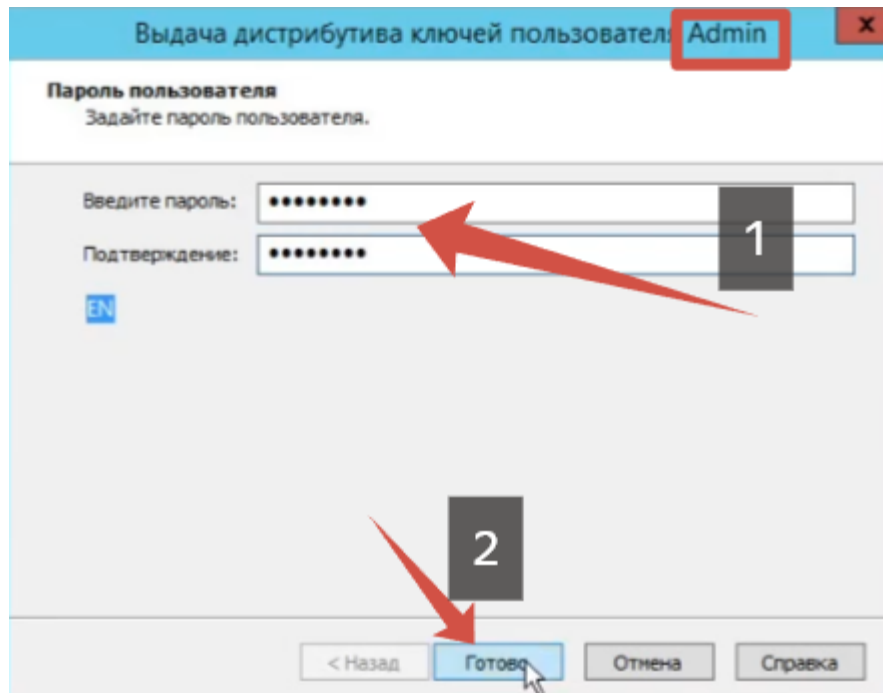 Выдача дистрибутива ключей пользователя Admin
x
Пароль пользователя
Задайте пароль пользователя.
Введите пароль: ••••••••
1
Подтверждение: ••••••••
EN
2
< Назад Готово Отмена Справка